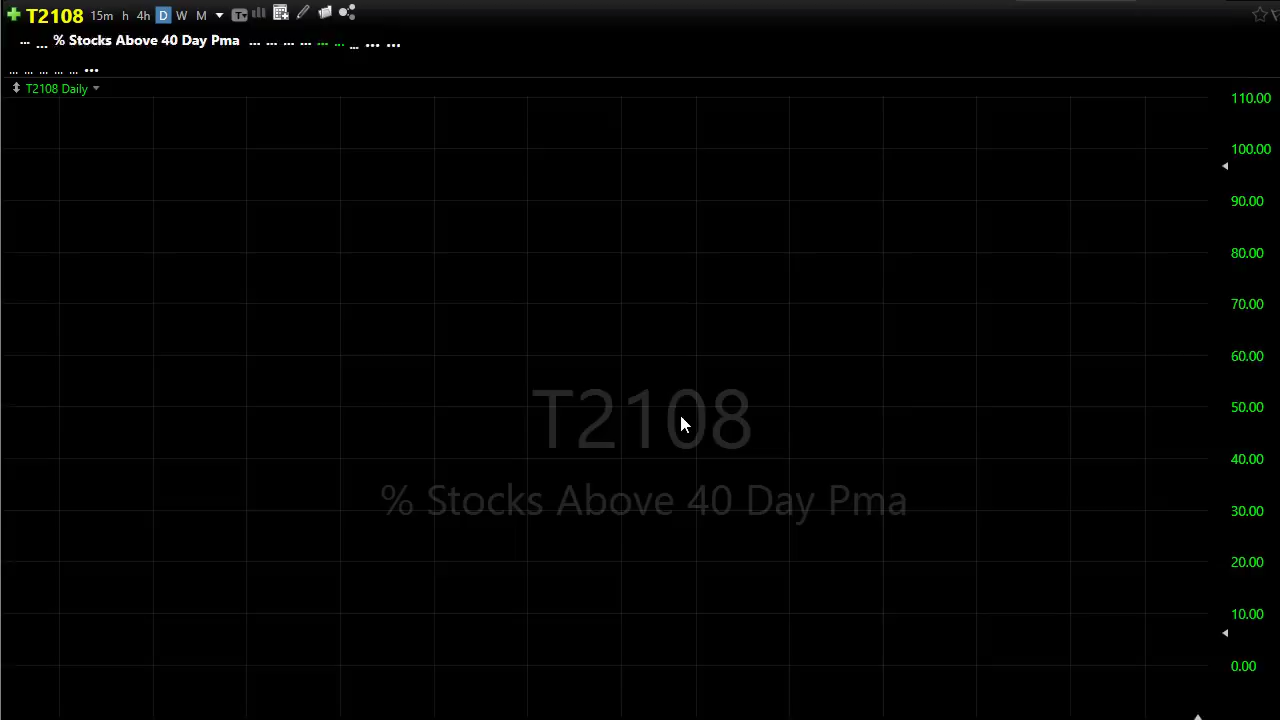 T2108 15m h 4h D W M T
... ... % Stocks Above 40 Day Pma ... ... ... ... ... ... ... ... ...
... ... ... ... ... ...
T2108 Daily
110.00
100.00
90.00
80.00
70.00
60.00
50.00
T2108
40.00
% Stocks Above 40 Day Pma
30.00
20.00
10.00
0.00